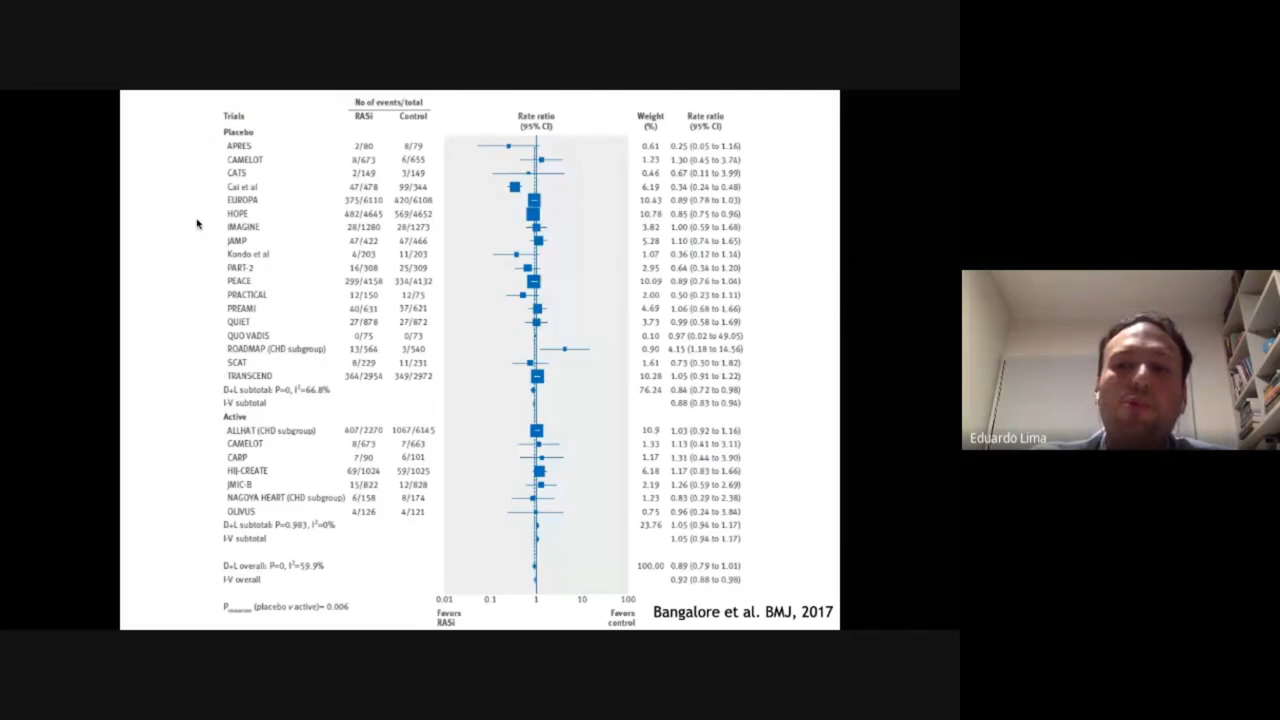 No of events/total
Trials RASi Control Rate ratio (95% CI) Weight (%) Rate ratio (95% CI)
Placebo
APRES 2/80 8/79 0.61 0.25 (0.05 to 1.16)
CAMELOT 8/673 6/655 1.23 1.30 (0.45 to 3.74)
CATS 2/149 3/149 0.46 0.67 (0.11 to 3.99)
Cai et al 47/478 99/344 6.19 0.34 (0.24 to 0.48)
EUROPA 375/6110 420/6108 10.43 0.89 (0.78 to 1.03)
HOPE 482/4645 569/4652 10.78 0.85 (0.75 to 0.96)
IMAGINE 28/1280 28/1273 3.82 1.00 (0.59 to 1.68)
JAMP 47/422 47/466 5.28 1.10 (0.74 to 1.65)
Kondo et al 4/203 11/203 1.07 0.36 (0.12 to 1.14)
PART-2 16/308 25/309 2.95 0.64 (0.34 to 1.20)
PEACE 299/4158 334/4132 10.09 0.89 (0.76 to 1.04)
PRACTICAL 12/150 12/75 2.00 0.50 (0.23 to 1.11)
PREAMI 40/631 37/621 4.69 1.06 (0.68 to 1.66)
QUIET 27/878 27/872 3.73 0.99 (0.58 to 1.69)
QUO VADIS 0/75 0/73 0.10 0.97 (0.02 to 49.05)
ROADMAP (CHD subgroup) 13/564 3/540 0.90 4.15 (1.18 to 14.56)
SCAT 8/229 11/231 1.61 0.73 (0.30 to 1.82)
TRANSCEND 364/2954 349/2972 10.28 1.05 (0.91 to 1.22)
D+L subtotal: P=0, I²=66.8% 76.24 0.84 (0.72 to 0.98)
I-V subtotal 0.88 (0.83 to 0.94)
Active
ALLHAT (CHD subgroup) 407/2270 1067/6145 10.9 1.03 (0.92 to 1.16)
CAMELOT 8/673 7/663 1.33 1.13 (0.41 to 3.11)
CARP 7/90 6/101 1.17 1.31 (0.44 to 3.90)
HIJ-CREATE 69/1024 59/1025 6.18 1.17 (0.83 to 1.66)
JMIC-B 15/822 12/828 2.19 1.26 (0.59 to 2.69)
NAGOYA HEART (CHD subgroup) 6/158 8/174 1.23 0.83 (0.29 to 2.38)
OLIVUS 4/126 4/121 0.75 0.96 (0.24 to 3.84)
D+L subtotal: P=0.983, I²=0% 23.76 1.05 (0.94 to 1.17)
I-V subtotal 1.05 (0.94 to 1.17)
D+L overall: P=0, I²=59.9% 100.00 0.89 (0.79 to 1.01)
I-V overall 0.92 (0.88 to 0.98)
0.01 0.1 1 10 100
P (placebo v active)= 0.006
Favors RASi Favors control
Bangalore et al. BMJ, 2017
Eduardo Lima